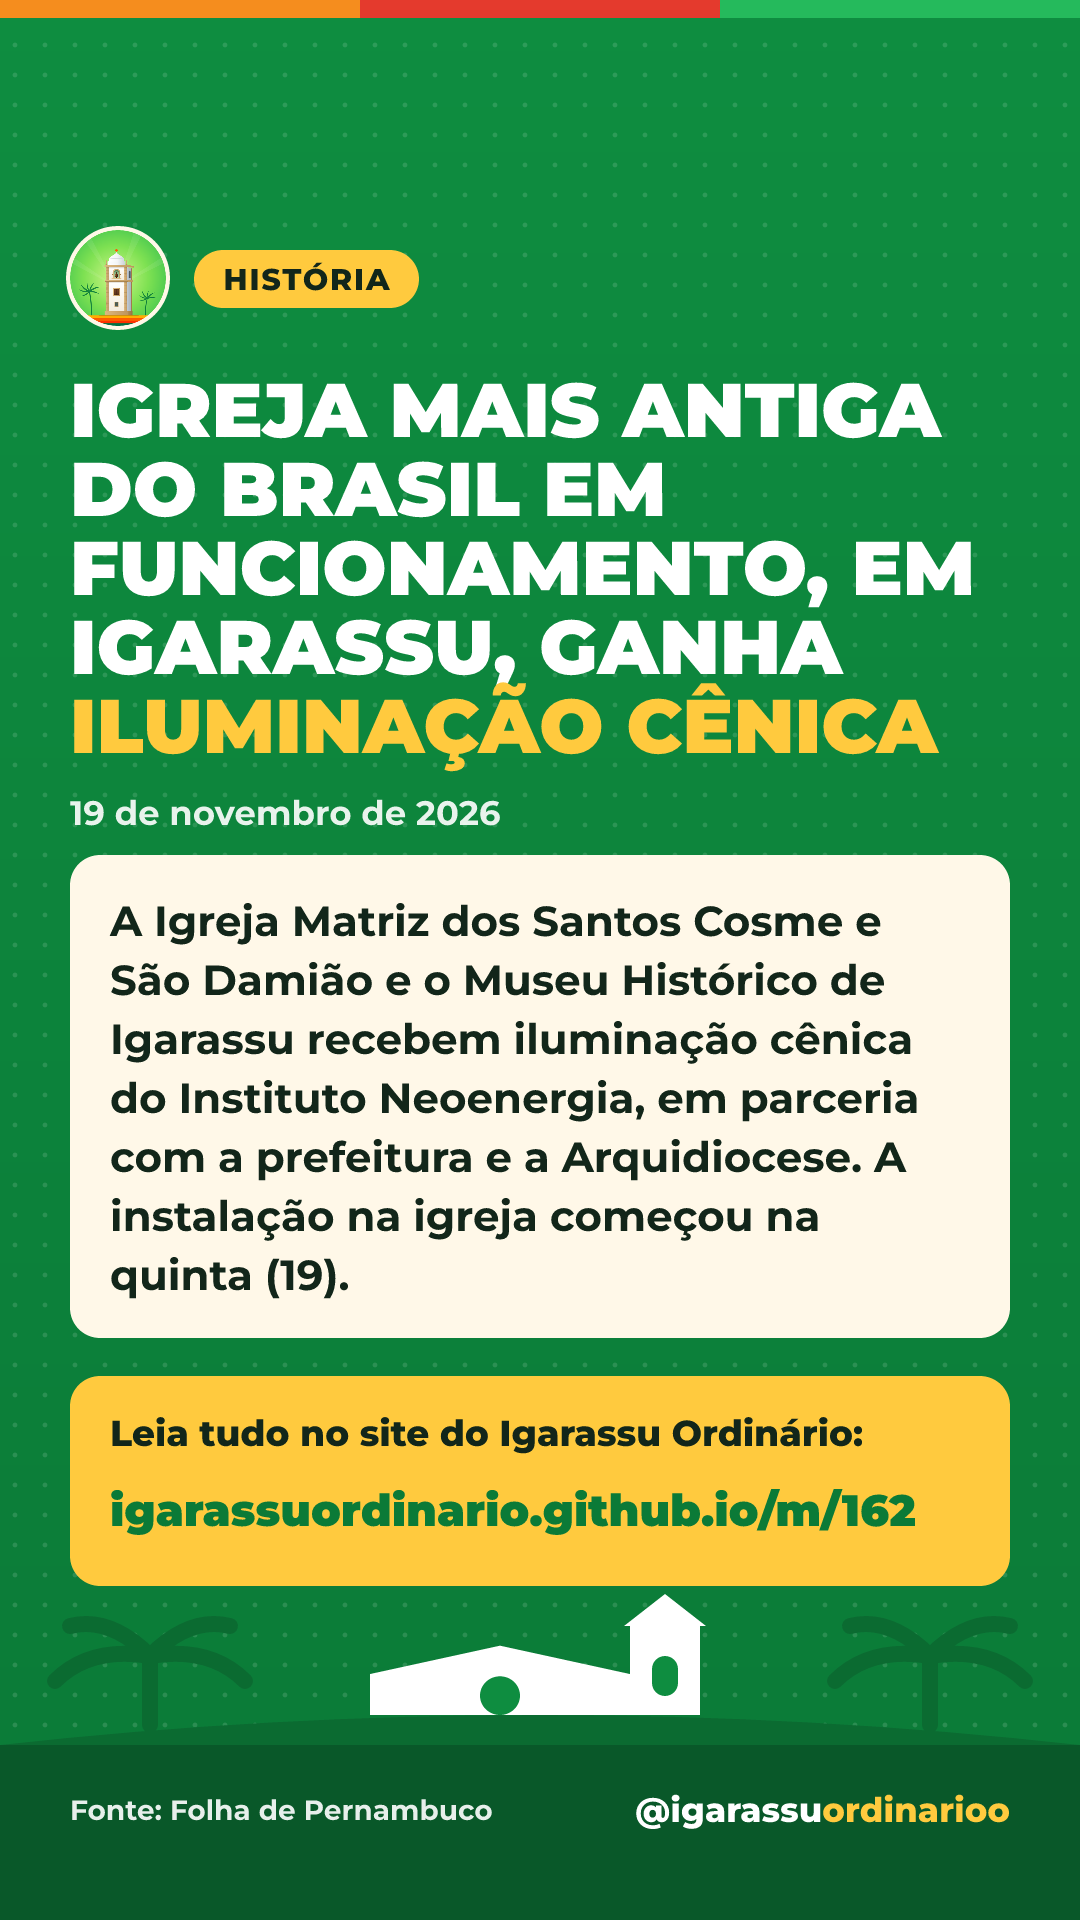 HISTÓRIA
IGREJA MAIS ANTIGA
DO BRASIL EM
FUNCIONAMENTO, EM
IGARASSU, GANHA
ILUMINAÇÃO CÊNICA
19 de novembro de 2026
A Igreja Matriz dos Santos Cosme e
São Damião e o Museu Histórico de
Igarassu recebem iluminação cênica
do Instituto Neoenergia, em parceria
com a prefeitura e a Arquidiocese. A
instalação na igreja começou na
quinta (19).
Leia tudo no site do Igarassu Ordinário:
igarassuordinario.github.io/m/162
Fonte: Folha de Pernambuco
@igarassuordinarioo